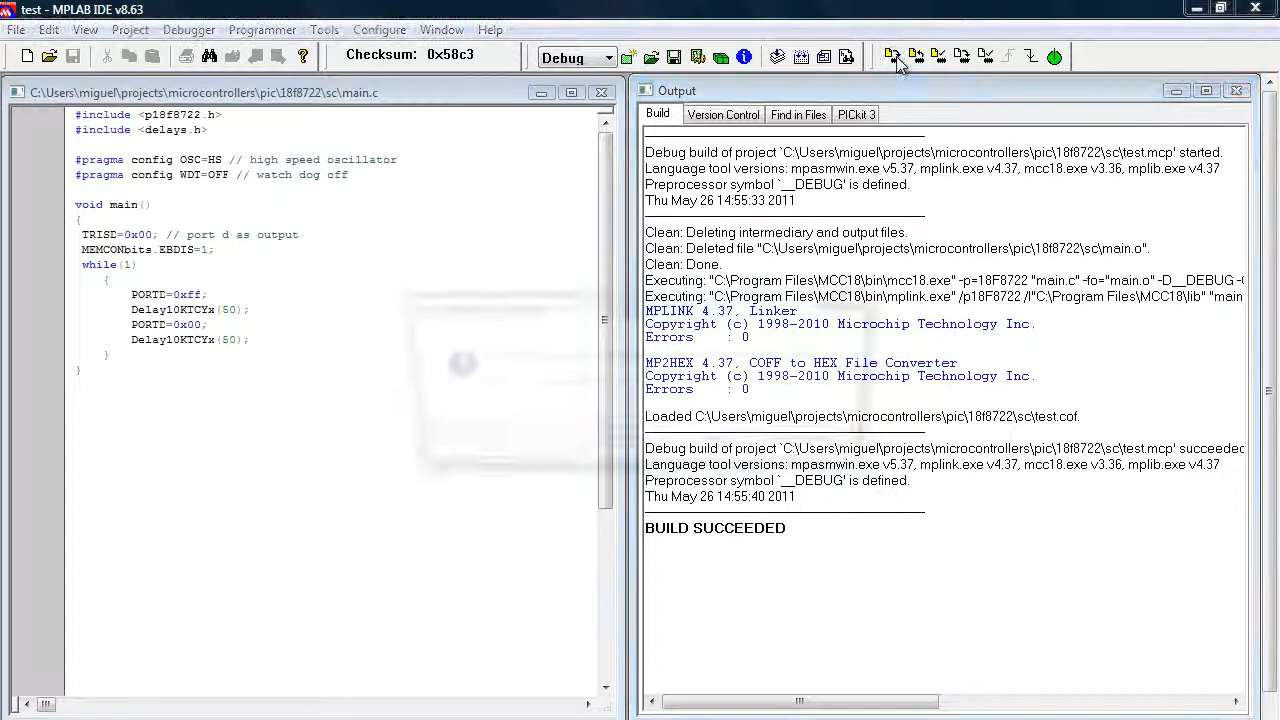 test - MPLAB IDE v8.63
File Edit View Project Debugger Programmer Tools Configure Window Help
Checksum: 0x58c3
Debug
C:\Users\miguel\projects\microcontrollers\pic\18f8722\sc\main.c
#include <p18f8722.h>
#include <delays.h>
#pragma config OSC=HS // high speed oscillator
#pragma config WDT=OFF // watch dog off
void main()
{
TRISD=0x00; // port d as output
MEMCONbits.EBDIS=1;
while(1)
{
PORTD=0xff;
Delay10KTCYx(50);
PORTD=0x00;
Delay10KTCYx(50);
}
}
Output
Build Version Control Find in Files PICkit 3
Debug build of project `C:\Users\miguel\projects\microcontrollers\pic\18f8722\sc\test.mcp' started.
Language tool versions: mpasmwin.exe v5.37, mplink.exe v4.37, mcc18.exe v3.36, mplib.exe v4.37
Preprocessor symbol `__DEBUG' is defined.
Thu May 26 14:55:33 2011
Clean: Deleting intermediary and output files.
Clean: Deleted file "C:\Users\miguel\projects\microcontrollers\pic\18f8722\sc\main.o".
Clean: Done.
Executing: "C:\Program Files\MCC18\bin\mcc18.exe" -p=18F8722 "main.c" -fo="main.o" -D__DEBUG -
Executing: "C:\Program Files\MCC18\bin\mplink.exe" /p18F8722 /l"C:\Program Files\MCC18\lib" "main
MPLINK 4.37, Linker
Copyright (c) 1998-2010 Microchip Technology Inc.
Errors : 0
MP2HEX 4.37, COFF to HEX File Converter
Copyright (c) 1998-2010 Microchip Technology Inc.
Errors : 0
Loaded C:\Users\miguel\projects\microcontrollers\pic\18f8722\sc\test.cof.
Debug build of project `C:\Users\miguel\projects\microcontrollers\pic\18f8722\sc\test.mcp' succeeded
Language tool versions: mpasmwin.exe v5.37, mplink.exe v4.37, mcc18.exe v3.36, mplib.exe v4.37
Preprocessor symbol `__DEBUG' is defined.
Thu May 26 14:55:40 2011
BUILD SUCCEEDED